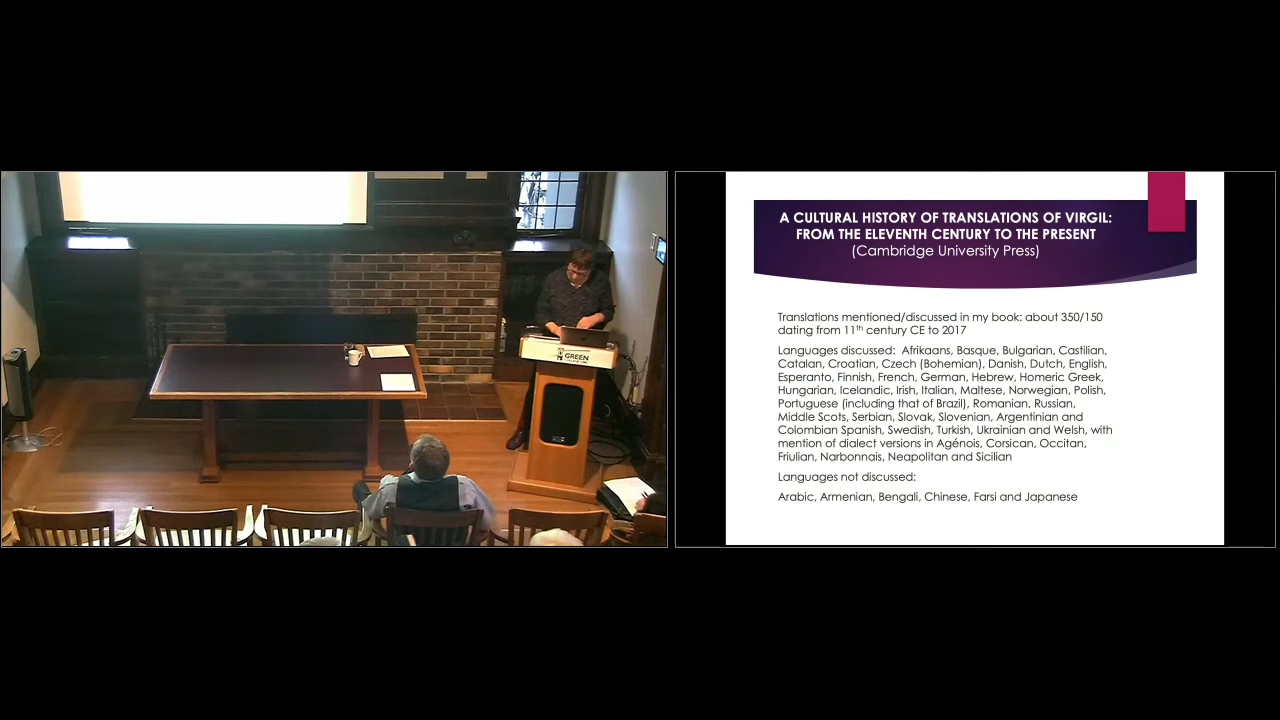 GREEN
A CULTURAL HISTORY OF TRANSLATIONS OF VIRGIL:
FROM THE ELEVENTH CENTURY TO THE PRESENT
(Cambridge University Press)
Translations mentioned/discussed in my book: about 350/150
dating from 11th century CE to 2017
Languages discussed: Afrikaans, Basque, Bulgarian, Castilian,
Catalan, Croatian, Czech (Bohemian), Danish, Dutch, English,
Esperanto, Finnish, French, German, Hebrew, Homeric Greek,
Hungarian, Icelandic, Irish, Italian, Maltese, Norwegian, Polish,
Portuguese (including that of Brazil), Romanian, Russian,
Middle Scots, Serbian, Slovak, Slovenian, Argentinian and
Colombian Spanish, Swedish, Turkish, Ukrainian and Welsh, with
mention of dialect versions in Agénois, Corsican, Occitan,
Friulian, Narbonnais, Neapolitan and Sicilian
Languages not discussed:
Arabic, Armenian, Bengali, Chinese, Farsi and Japanese